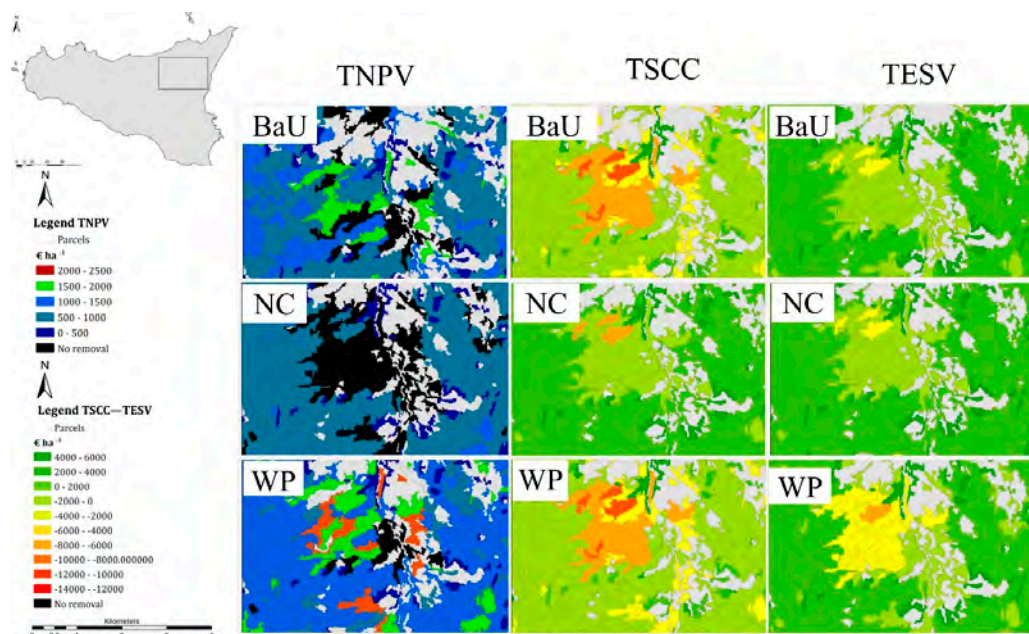 N
TNPV
TSCC
TESV
BaU
BaU
BaU
N
Legend TNPV
Parcels
€ ha -1
2000 - 2500
1500 - 2000
1000 - 1500
500 - 1000
0 - 500
No removal
NC
NC
NC
N
Legend TSCC—TESV
Parcels
€ ha -1
4000 - 6000
2000 - 4000
0 - 2000
-2000 - 0
-4000 - -2000
-6000 - -4000
-8000 - -6000
-10000 - -8000.000000
-12000 - -10000
-14000 - -12000
No removal
WP
WP
WP
Kilometers